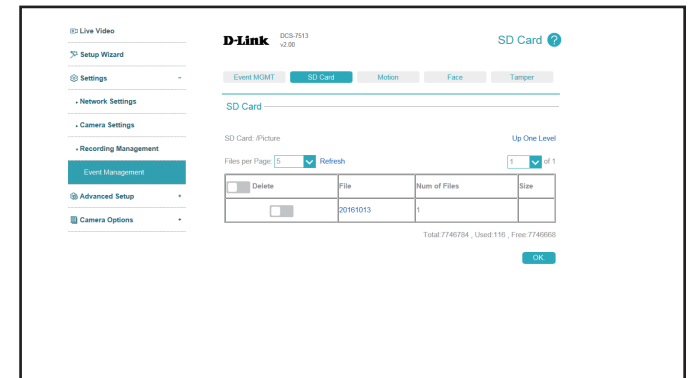 Live Video
Setup Wizard
Settings -
Network Settings
Camera Settings
Recording Management
Event Management
Advanced Setup +
Camera Options +
D-Link DCS-7513
v2.00
SD Card ?
Event MGMT SD Card Motion Face Tamper
SD Card
SD Card: /Picture Up One Level
Files per Page: 5 Refresh 1 of 1
Delete File Num of Files Size
20161013 1
Total:7746784 , Used:116 , Free:7746668
OK